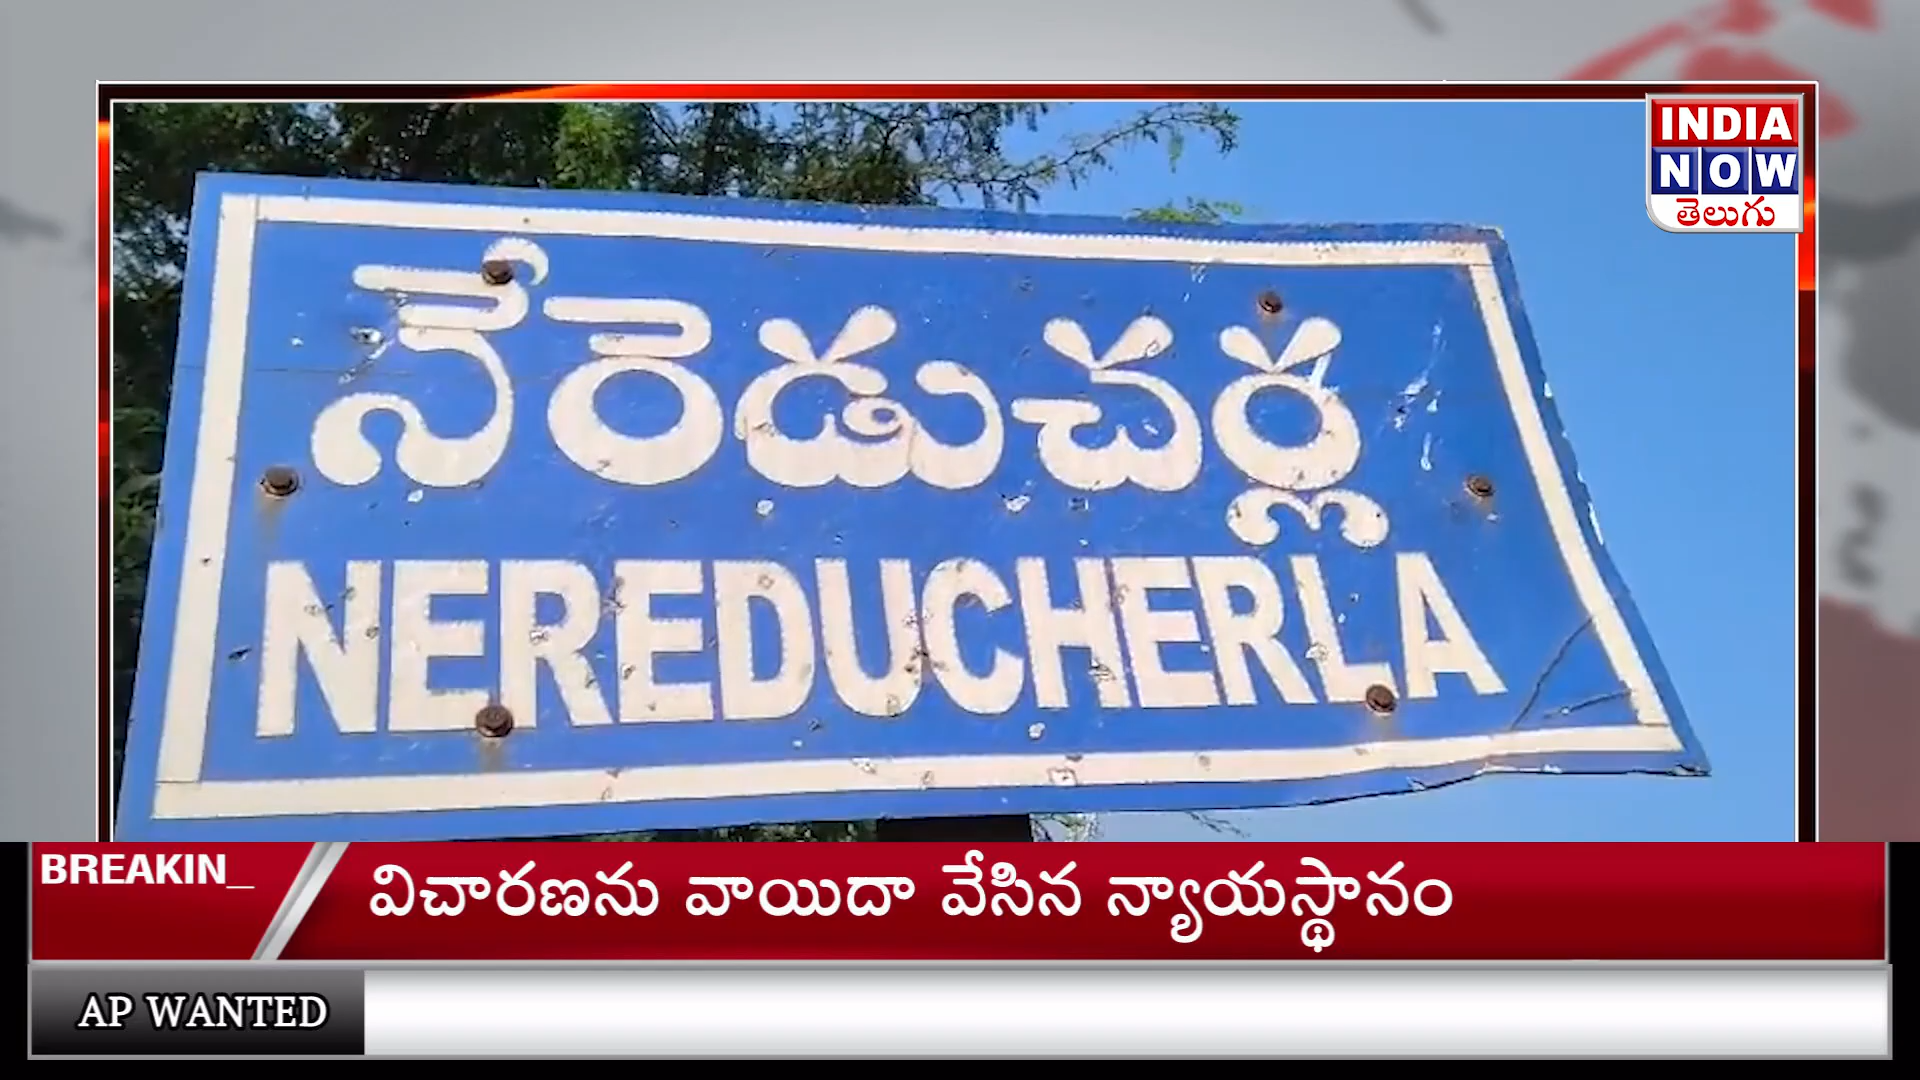 INDIA
NOW
తెలుగు
నేరెడుచర్ల
NEREDUCHERLA
BREAKIN_
విచారణను వాయిదా వేసిన న్యాయస్థానం
AP WANTED